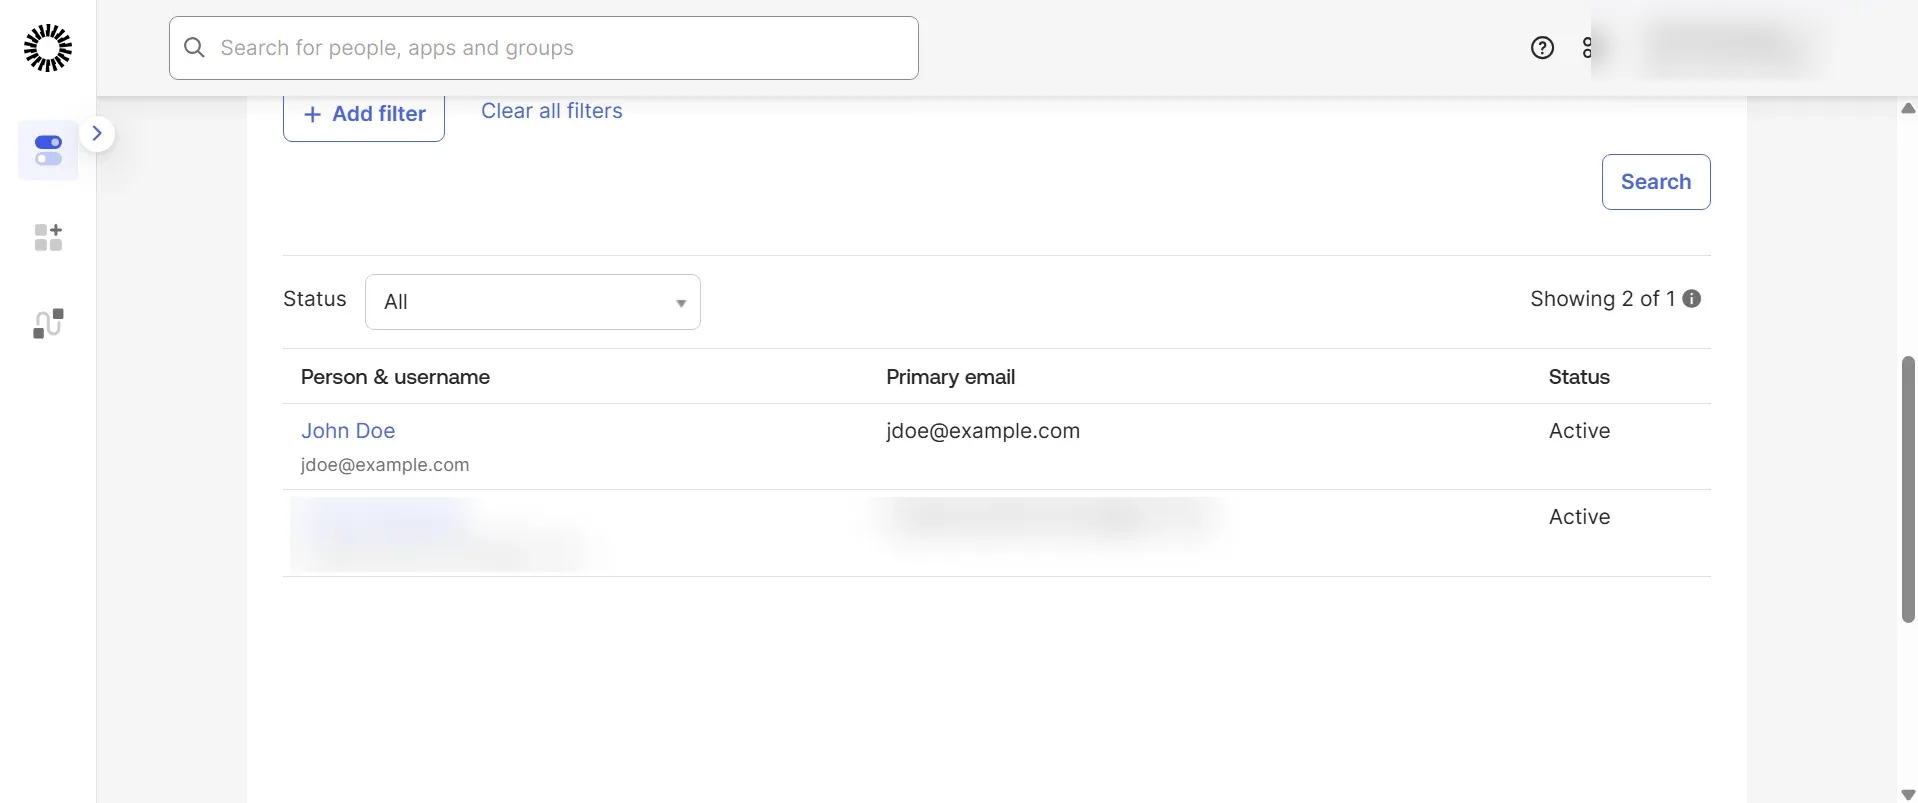 Search for people, apps and groups
+ Add filter
Clear all filters
Search
Status
All
Showing 2 of 1
Person & username
Primary email
Status
John Doe
jdoe@example.com
Active
jdoe@example.com
Active